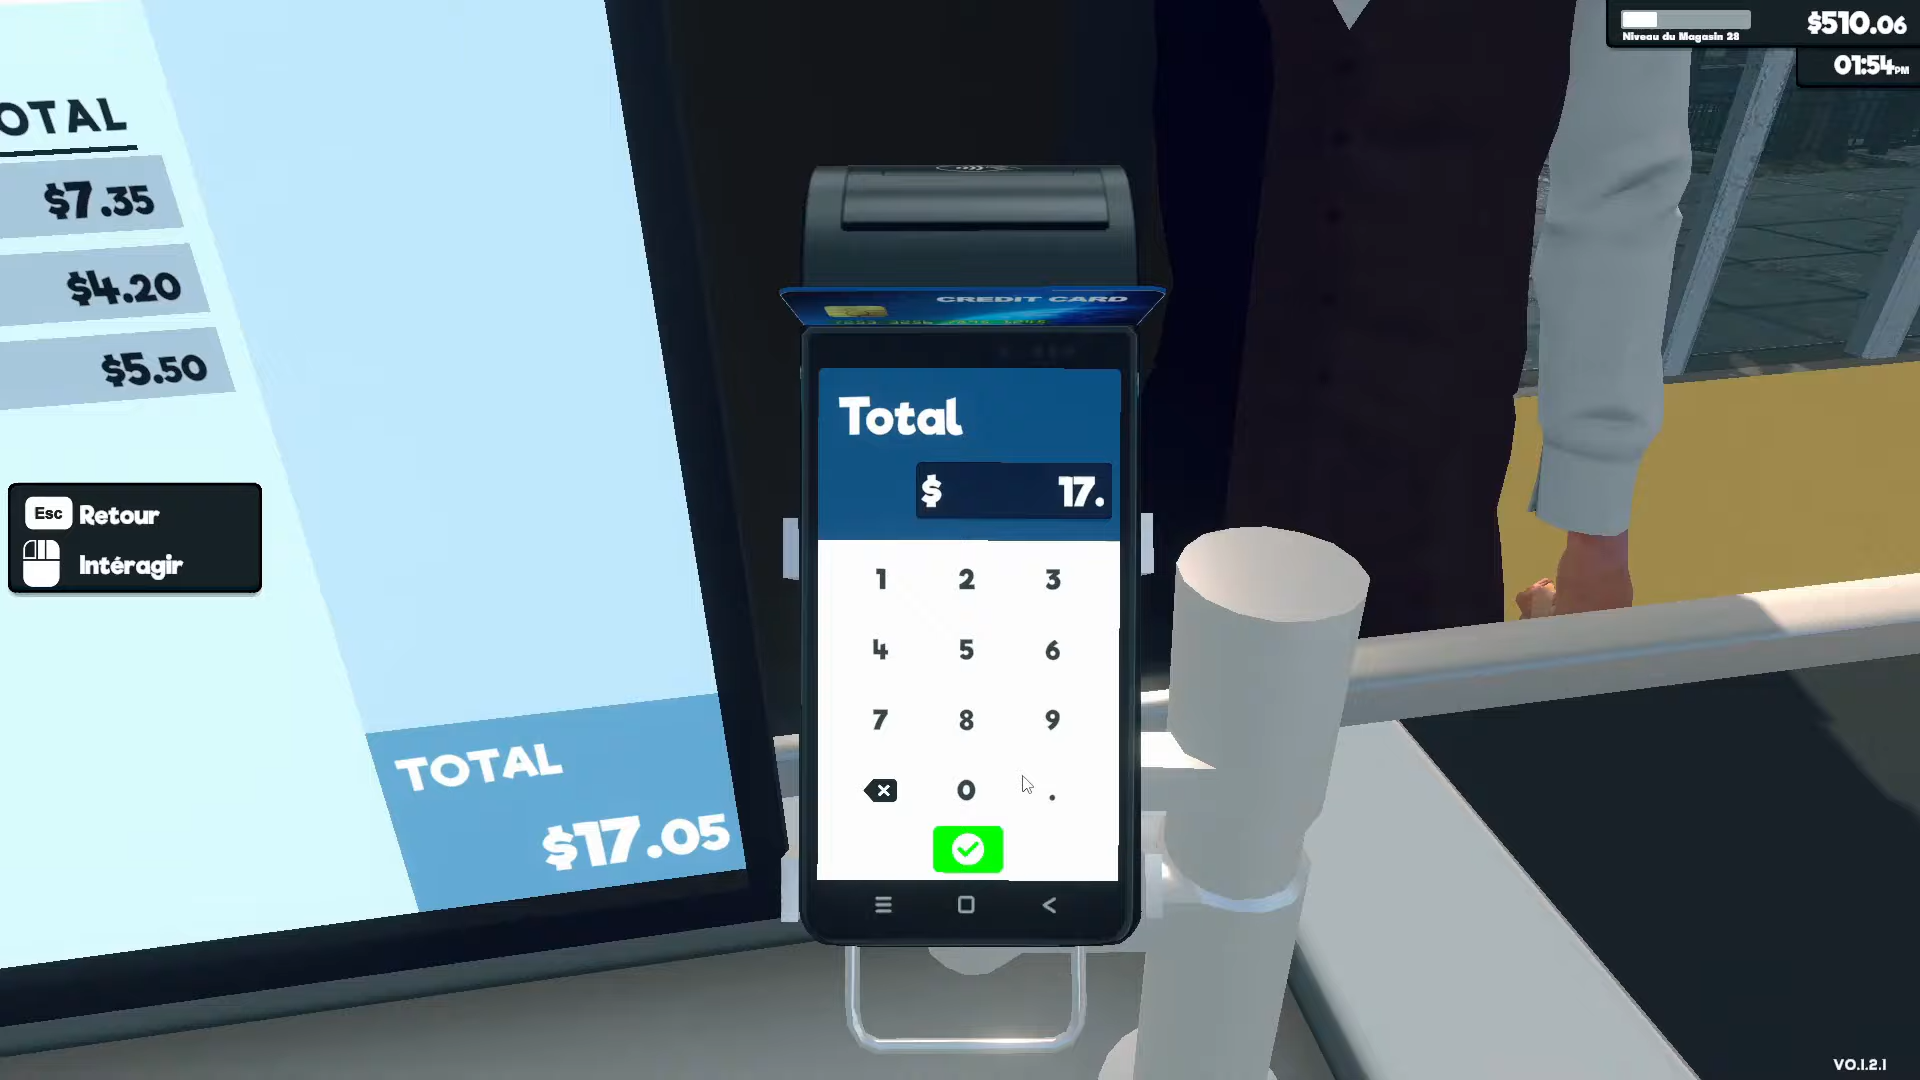 Niveau du Magasin 28
$510.06
01:54PM
OTAL
$7.35
$4.20
$5.50
TOTAL
$17.05
Esc Retour
Intéragir
CREDIT CARD
Total
$ 17.
1 2 3
4 5 6
7 8 9
0 .
V0.1.2.1